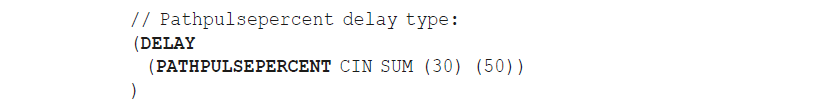 // Pathpulsepercent delay type:
(DELAY
(PATHPULSEPERCENT CIN SUM (30) (50))
)